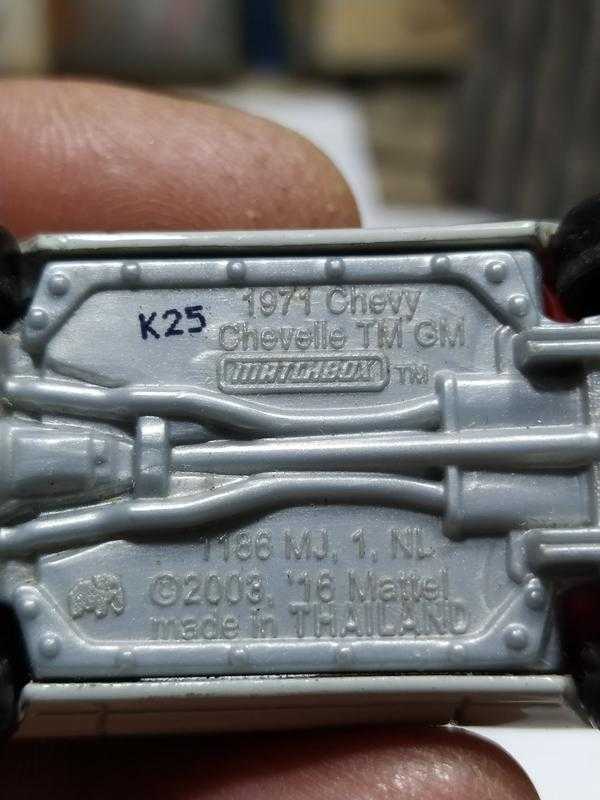 K25
1971 Chevy
Chevelle TM GM
MATCHBOX TM
1186 MJ, 1, NL
©2003, '16 Mattel
made in THAILAND